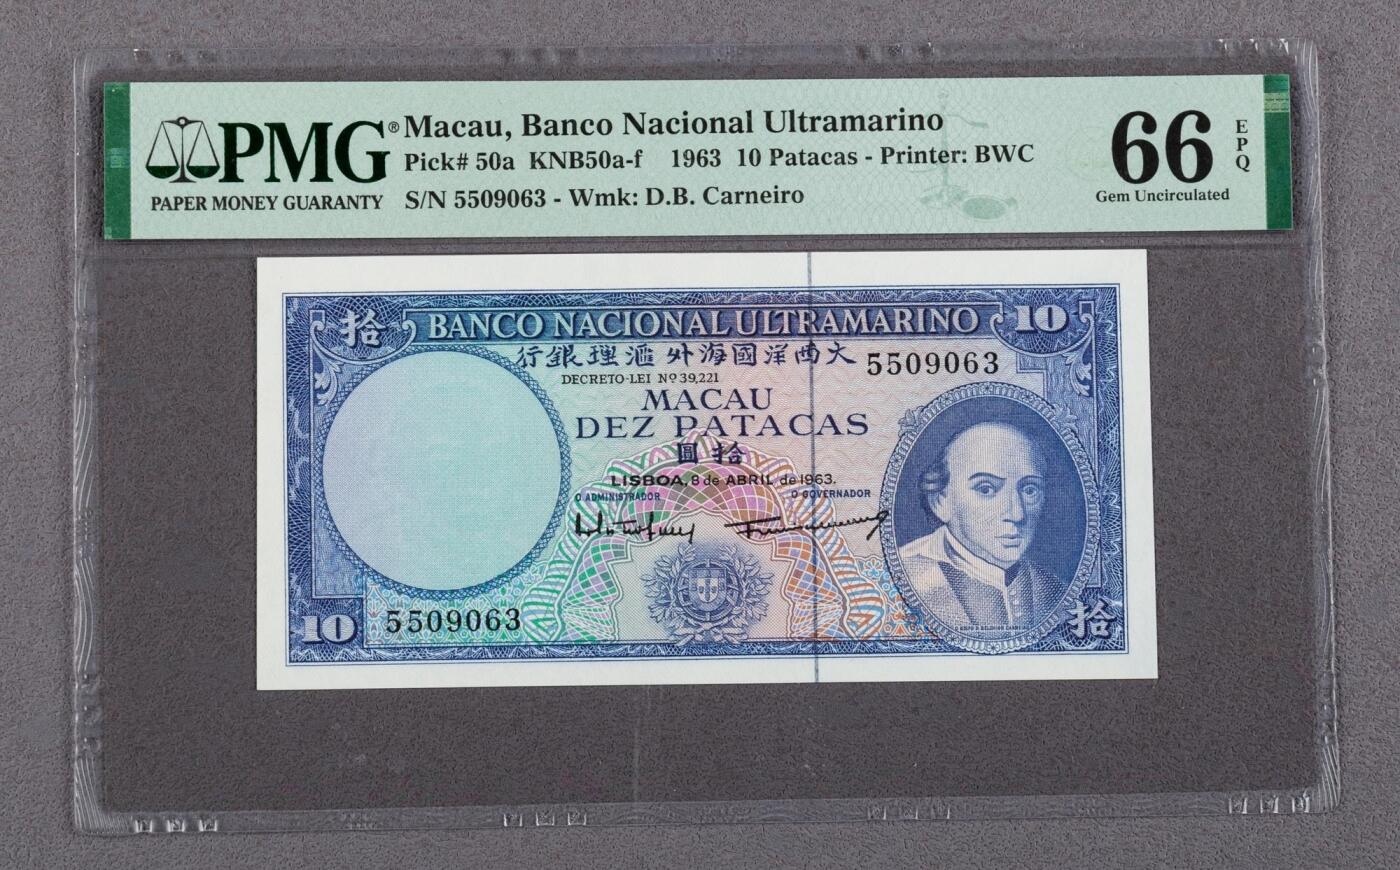 PMG® Macau, Banco Nacional Ultramarino
Pick# 50a KNB50a-f 1963 10 Patacas - Printer: BWC
PAPER MONEY GUARANTY
S/N 5509063 - Wmk: D.B. Carneiro
66 EPQ
Gem Uncirculated
拾 BANCO NACIONAL ULTRAMARINO 10
行銀理滙外海國洋西大
5509063
DECRETO-LEI Nº 39,221
MACAU
DEZ PATACAS
圓拾
LISBOA, 8 de ABRIL de 1963.
O ADMINISTRADOR O GOVERNADOR
5509063
10 拾